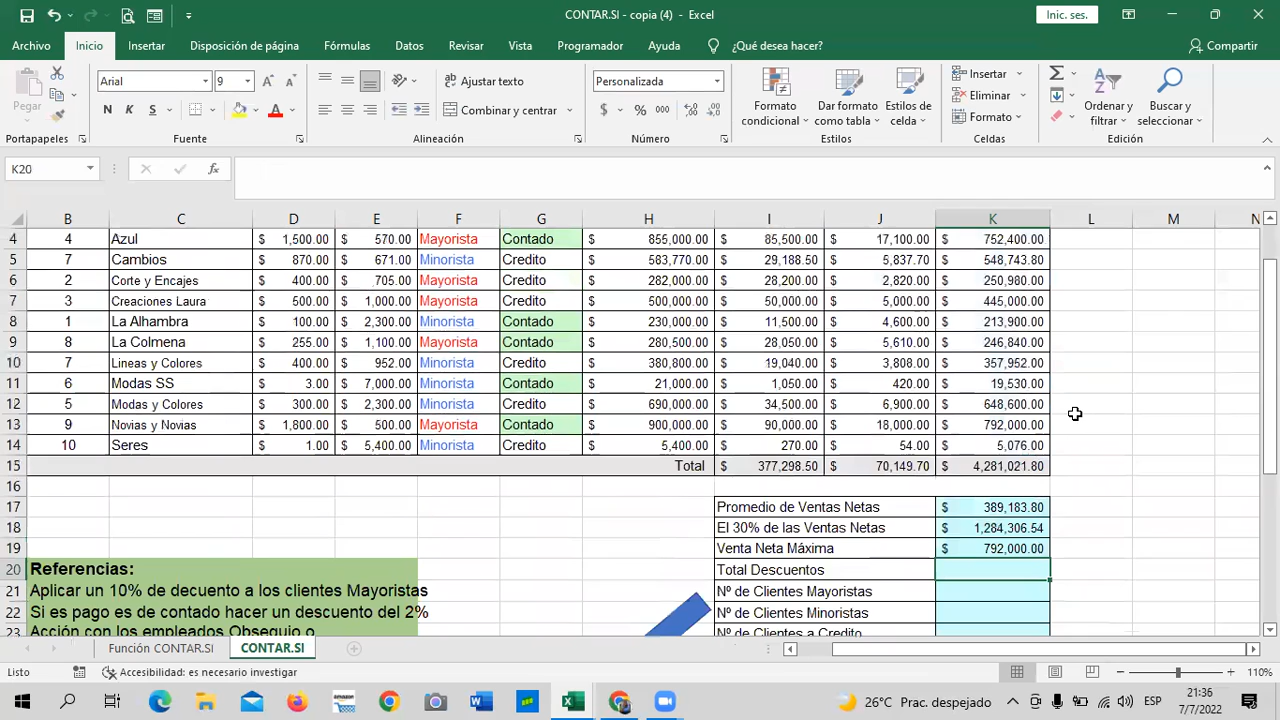 CONTAR.SI - copia (4) - Excel
Inic. ses.
Archivo Inicio Insertar Disposición de página Fórmulas Datos Revisar Vista Programador Ayuda ¿Qué desea hacer? Compartir
Pegar
Arial 9
N K S
Ajustar texto
Combinar y centrar
Personalizada
$ % 000
Formato condicional
Dar formato como tabla
Estilos de celda
Insertar
Eliminar
Formato
Ordenar y filtrar
Buscar y seleccionar
Portapapeles Fuente Alineación Número Estilos Celdas Edición
K20 fx
B C D E F G H I J K L M N
4 4 Azul $ 1,500.00 $ 570.00 Mayorista Contado $ 855,000.00 $ 85,500.00 $ 17,100.00 $ 752,400.00
5 7 Cambios $ 870.00 $ 671.00 Minorista Credito $ 583,770.00 $ 29,188.50 $ 5,837.70 $ 548,743.80
6 2 Corte y Encajes $ 400.00 $ 705.00 Mayorista Credito $ 282,000.00 $ 28,200.00 $ 2,820.00 $ 250,980.00
7 3 Creaciones Laura $ 500.00 $ 1,000.00 Mayorista Credito $ 500,000.00 $ 50,000.00 $ 5,000.00 $ 445,000.00
8 1 La Alhambra $ 100.00 $ 2,300.00 Minorista Contado $ 230,000.00 $ 11,500.00 $ 4,600.00 $ 213,900.00
9 8 La Colmena $ 255.00 $ 1,100.00 Mayorista Contado $ 280,500.00 $ 28,050.00 $ 5,610.00 $ 246,840.00
10 7 Lineas y Colores $ 400.00 $ 952.00 Minorista Credito $ 380,800.00 $ 19,040.00 $ 3,808.00 $ 357,952.00
11 6 Modas SS $ 3.00 $ 7,000.00 Minorista Contado $ 21,000.00 $ 1,050.00 $ 420.00 $ 19,530.00
12 5 Modas y Colores $ 300.00 $ 2,300.00 Minorista Credito $ 690,000.00 $ 34,500.00 $ 6,900.00 $ 648,600.00
13 9 Novias y Novias $ 1,800.00 $ 500.00 Mayorista Contado $ 900,000.00 $ 90,000.00 $ 18,000.00 $ 792,000.00
14 10 Seres $ 1.00 $ 5,400.00 Minorista Credito $ 5,400.00 $ 270.00 $ 54.00 $ 5,076.00
15 Total $ 377,298.50 $ 70,149.70 $ 4,281,021.80
16
17 Promedio de Ventas Netas $ 389,183.80
18 El 30% de las Ventas Netas $ 1,284,306.54
19 Venta Neta Máxima $ 792,000.00
20 Referencias: Total Descuentos
21 Aplicar un 10% de decuento a los clientes Mayoristas Nº de Clientes Mayoristas
22 Si es pago es de contado hacer un descuento del 2% Nº de Clientes Minoristas
23 Acción con los empleados Obsequio o Nº de Clientes a Credito
Función CONTAR.SI CONTAR.SI
Listo Accesibilidad: es necesario investigar 110%
26°C Prac. despejado ESP 21:36
7/7/2022